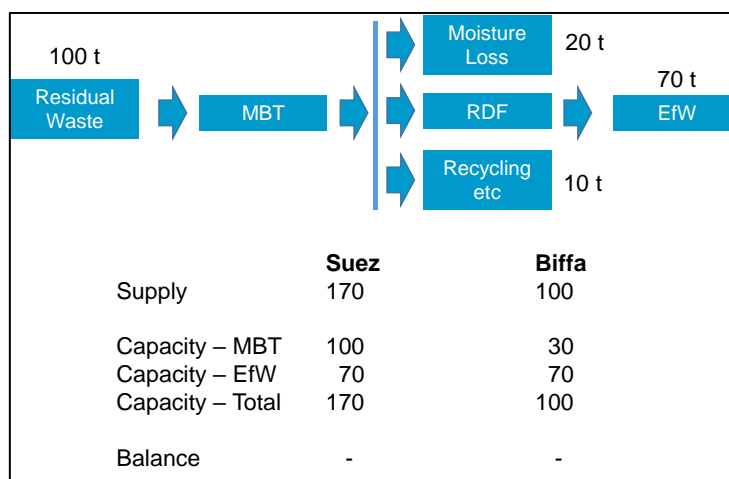 100 t
Residual
Waste
MBT
Moisture
Loss
20 t
RDF
70 t
EfW
Recycling
etc
10 t
Suez Biffa
Supply 170 100
Capacity – MBT 100 30
Capacity – EfW 70 70
Capacity – Total 170 100
Balance - -